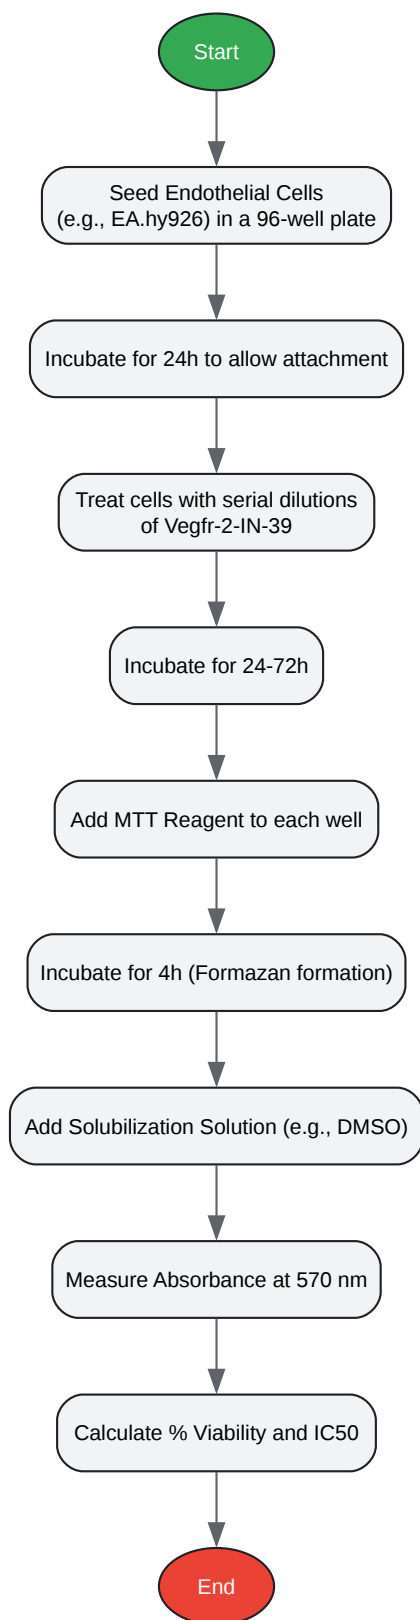 Start
Seed Endothelial Cells
(e.g., EA.hy926) in a 96-well plate
Incubate for 24h to allow attachment
Treat cells with serial dilutions
of Vegfr-2-IN-39
Incubate for 24-72h
Add MTT Reagent to each well
Incubate for 4h (Formazan formation)
Add Solubilization Solution (e.g., DMSO)
Measure Absorbance at 570 nm
Calculate % Viability and IC50
End